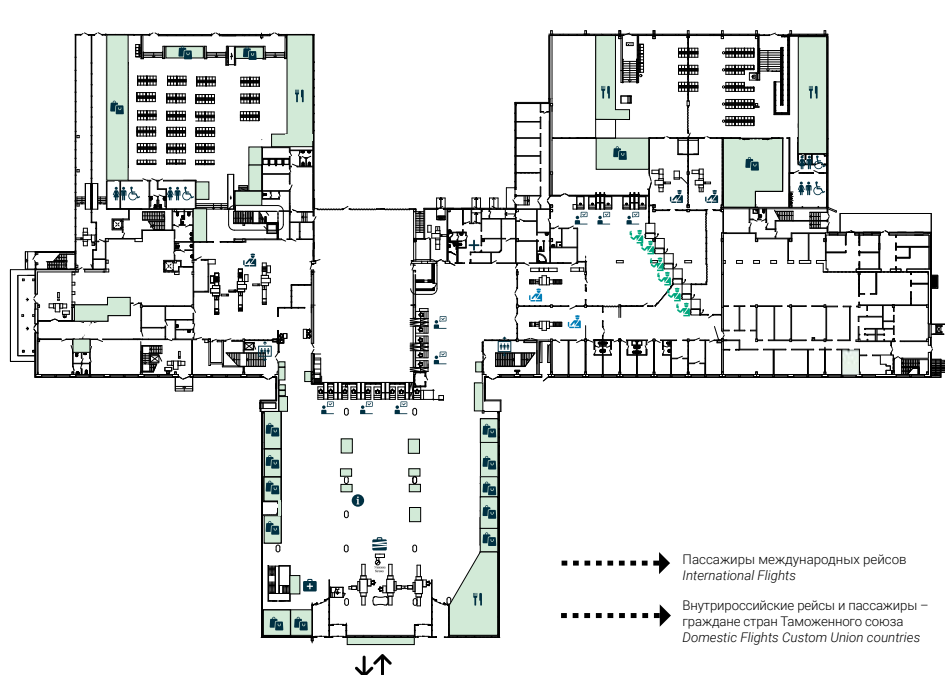 Пассажиры международных рейсов
International Flights
Внутрироссийские рейсы и пассажиры –
граждане стран Таможенного союза
Domestic Flights Custom Union countries